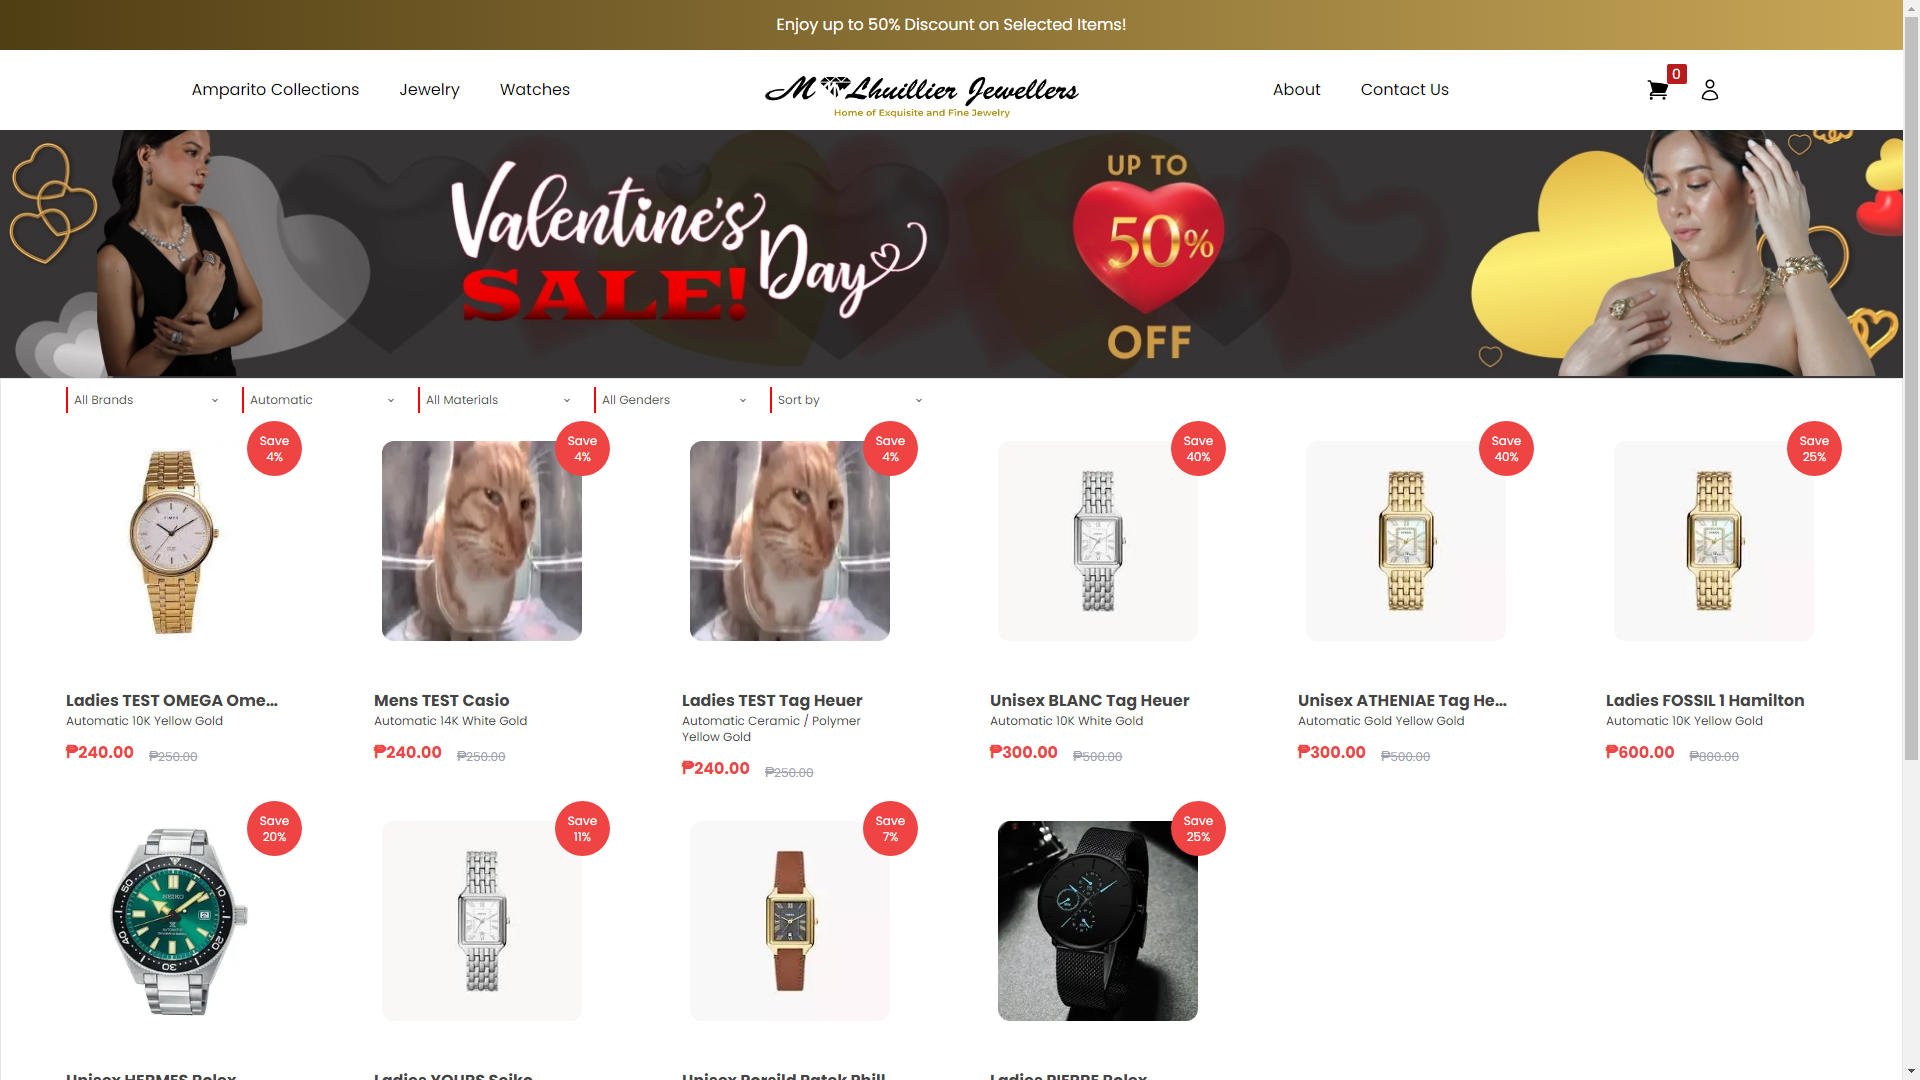 Enjoy up to 50% Discount on Selected Items!
Amparito Collections
Jewelry
Watches
M Lhuillier Jewellers
Home of Exquisite and Fine Jewelry
About
Contact Us
0
Valentine's
Day
SALE!
UP TO
50%
OFF
All Brands
Automatic
All Materials
All Genders
Sort by
Save
4%
Save
4%
Save
4%
Save
40%
Save
40%
Save
25%
Ladies TEST OMEGA Ome...
Automatic 10K Yellow Gold
₱240.00 ₱250.00
Mens TEST Casio
Automatic 14K White Gold
₱240.00 ₱250.00
Ladies TEST Tag Heuer
Automatic Ceramic / Polymer
Yellow Gold
₱240.00 ₱250.00
Unisex BLANC Tag Heuer
Automatic 10K White Gold
₱300.00 ₱500.00
Unisex ATHENIAE Tag He...
Automatic Gold Yellow Gold
₱300.00 ₱500.00
Ladies FOSSIL 1 Hamilton
Automatic 10K Yellow Gold
₱600.00 ₱800.00
Save
20%
SEIKO
Save
11%
Save
7%
Save
25%
Unisex HERMES Rolex
Ladies YOURS Seiko
Unisex Persild Patek Phill...
Ladies PIERRE Rolex